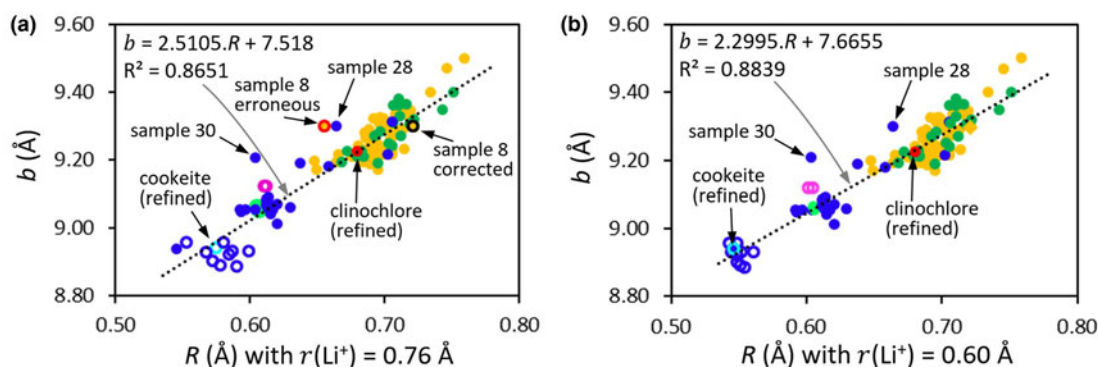 (a)
9.60
b = 2.5105.R + 7.518
R² = 0.8651
sample 28
sample 8
erroneous
9.40
sample 30
9.20
sample 8
corrected
cookeite
(refined)
clinochlore
(refined)
9.00
8.80
b (Å)
0.50
0.60
0.70
0.80
R (Å) with r(Li⁺) = 0.76 Å
(b)
9.60
b = 2.2995.R + 7.6655
R² = 0.8839
sample 28
9.40
sample 30
9.20
cookeite
(refined)
clinochlore
(refined)
9.00
8.80
b (Å)
0.50
0.60
0.70
0.80
R (Å) with r(Li⁺) = 0.60 Å